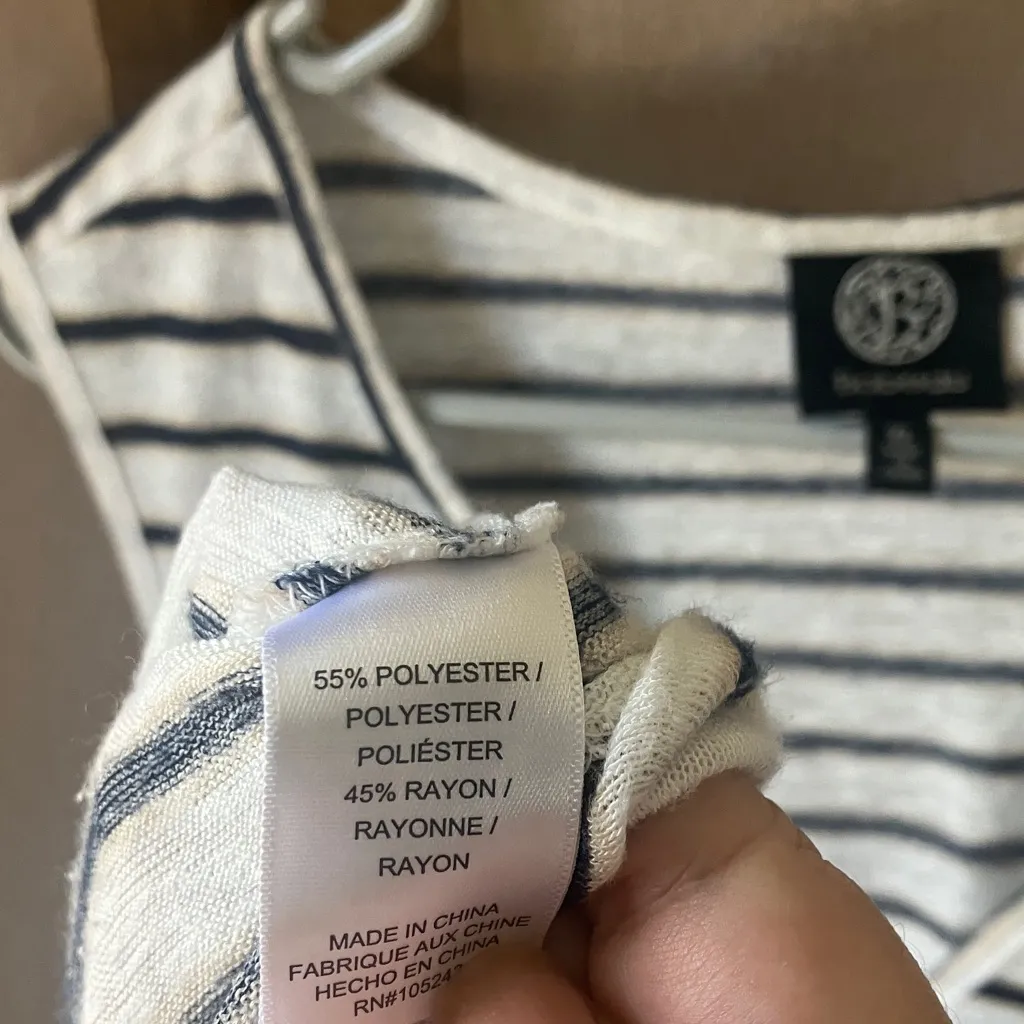 55% POLYESTER /
POLYESTER /
POLIÉSTER
45% RAYON /
RAYONNE /
RAYON
MADE IN CHINA
FABRIQUE AUX CHINE
HECHO EN CHINA